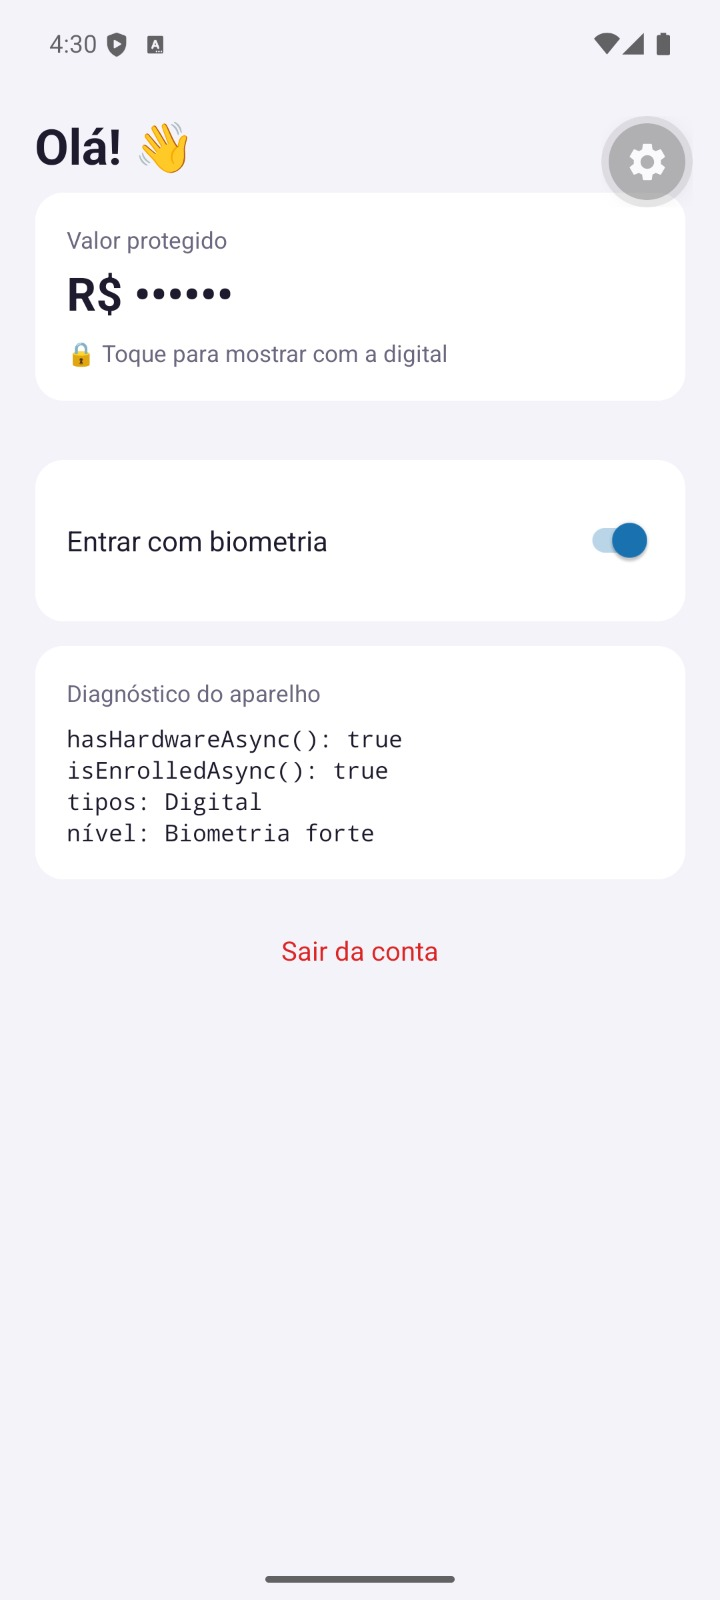 4:30
Olá! 👋
Valor protegido
R$ ••••••
🔒 Toque para mostrar com a digital
Entrar com biometria
Diagnóstico do aparelho
hasHardwareAsync(): true
isEnrolledAsync(): true
tipos: Digital
nível: Biometria forte
Sair da conta